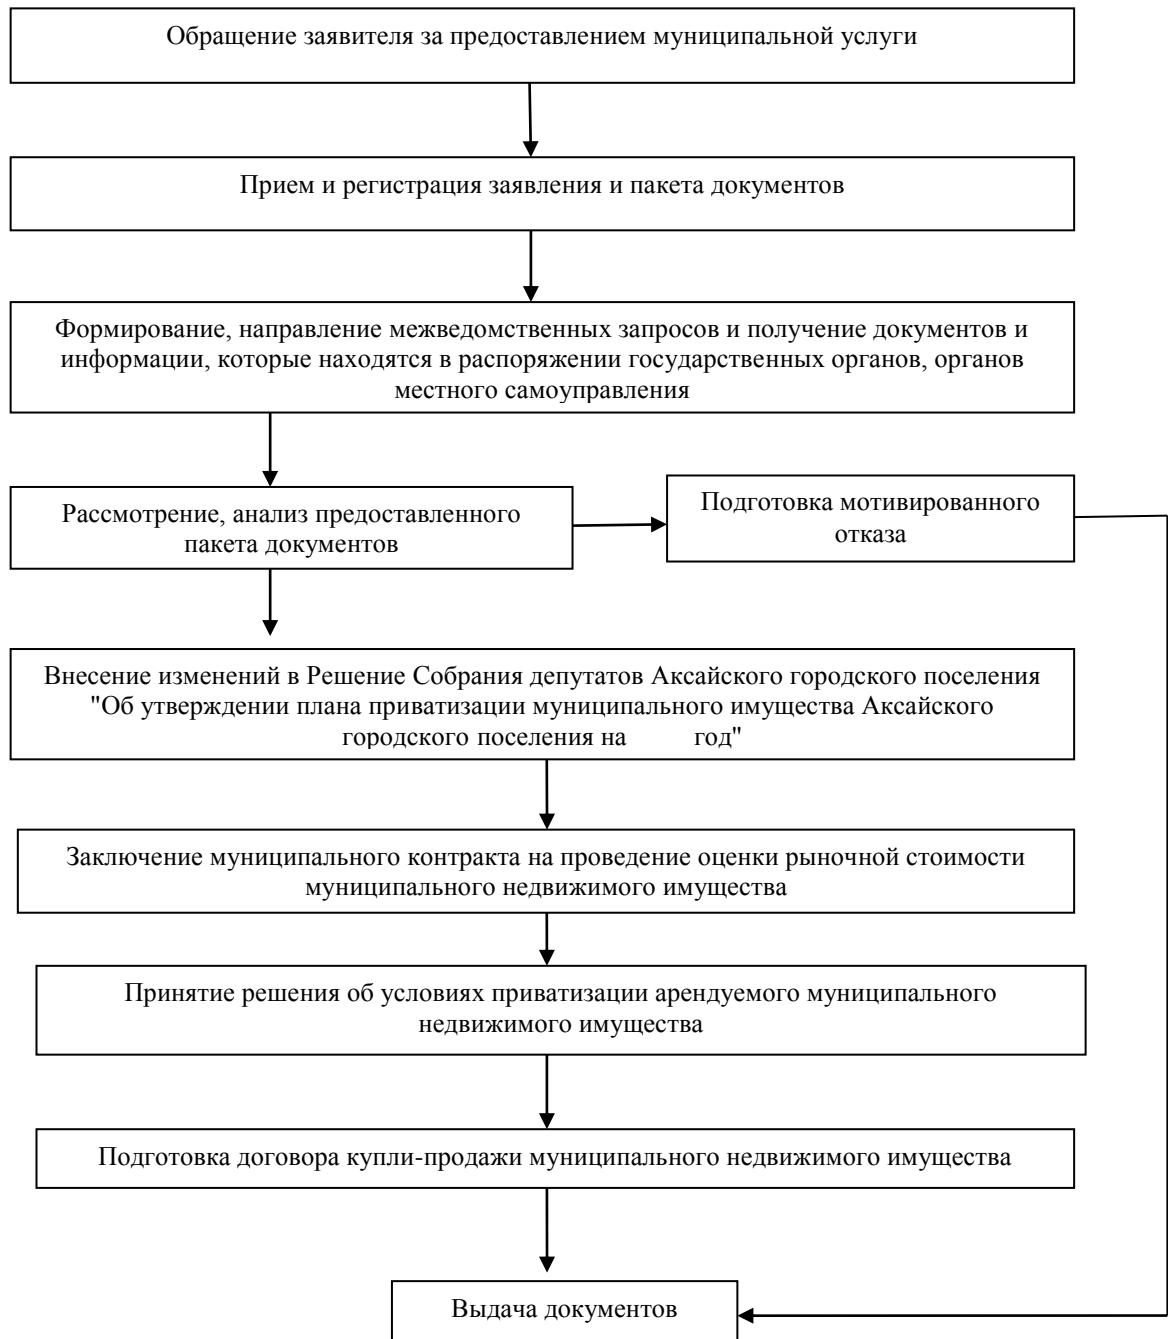 Обращение заявителя за предоставлением муниципальной услуги
Прием и регистрация заявления и пакета документов
Формирование, направление межведомственных запросов и получение документов и
информации, которые находятся в распоряжении государственных органов, органов
местного самоуправления
Рассмотрение, анализ предоставленного
пакета документов
Подготовка мотивированного
отказа
Внесение изменений в Решение Собрания депутатов Аксайского городского поселения
"Об утверждении плана приватизации муниципального имущества Аксайского
городского поселения на год"
Заключение муниципального контракта на проведение оценки рыночной стоимости
муниципального недвижимого имущества
Принятие решения об условиях приватизации арендуемого муниципального
недвижимого имущества
Подготовка договора купли-продажи муниципального недвижимого имущества
Выдача документов